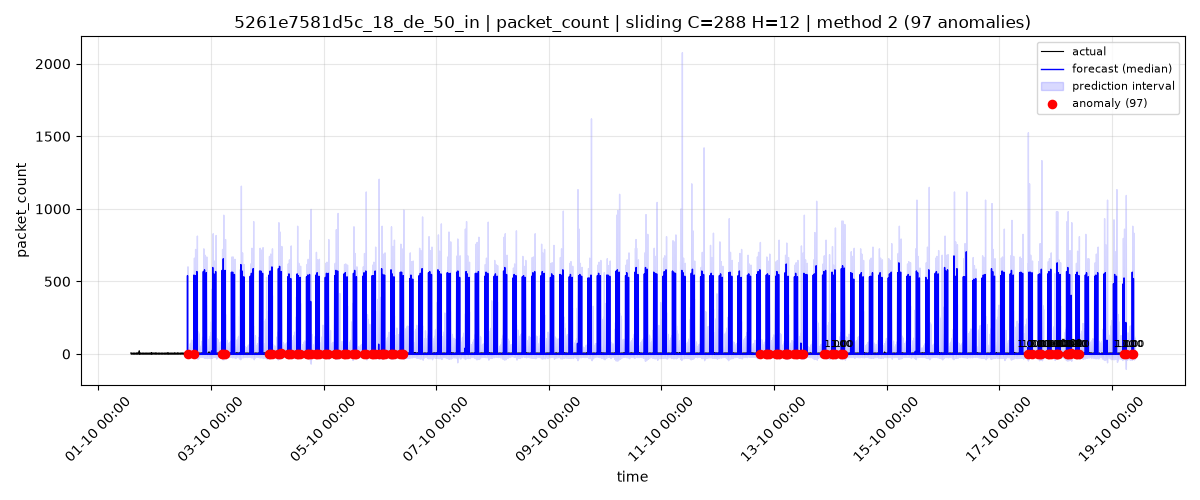 5261e7581d5c_18_de_50_in | packet_count | sliding C=288 H=12 | method 2 (97 anomalies)
actual
forecast (median)
prediction interval
anomaly (97)
packet_count
2000
1500
1000
500
0
01-10 00:00
03-10 00:00
05-10 00:00
07-10 00:00
09-10 00:00
11-10 00:00
13-10 00:00
15-10 00:00
17-10 00:00
19-10 00:00
time